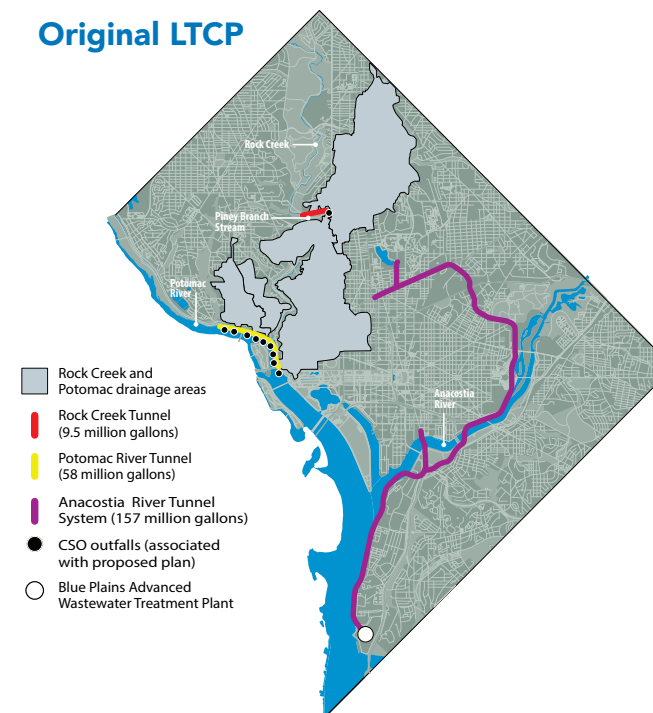 Original LTCP
Rock Creek
Piney Branch
Stream
Potomac
River
Anacostia
River
Rock Creek and
Potomac drainage areas
Rock Creek Tunnel
(9.5 million gallons)
Potomac River Tunnel
(58 million gallons)
Anacostia River Tunnel
System (157 million gallons)
CSO outfalls (associated
with proposed plan)
Blue Plains Advanced
Wastewater Treatment Plant